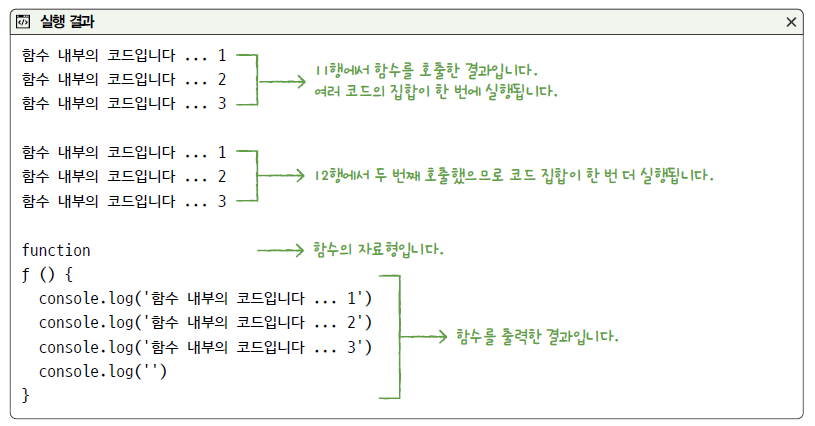 실행 결과
함수 내부의 코드입니다 ... 1
함수 내부의 코드입니다 ... 2
함수 내부의 코드입니다 ... 3
11행에서 함수를 호출한 결과입니다.
여러 코드의 집합이 한 번에 실행됩니다.
함수 내부의 코드입니다 ... 1
함수 내부의 코드입니다 ... 2
함수 내부의 코드입니다 ... 3
12행에서 두 번째 호출했으므로 코드 집합이 한 번 더 실행됩니다.
function
함수의 자료형입니다.
ƒ () {
console.log('함수 내부의 코드입니다 ... 1')
console.log('함수 내부의 코드입니다 ... 2')
console.log('함수 내부의 코드입니다 ... 3')
console.log('')
}
함수를 출력한 결과입니다.